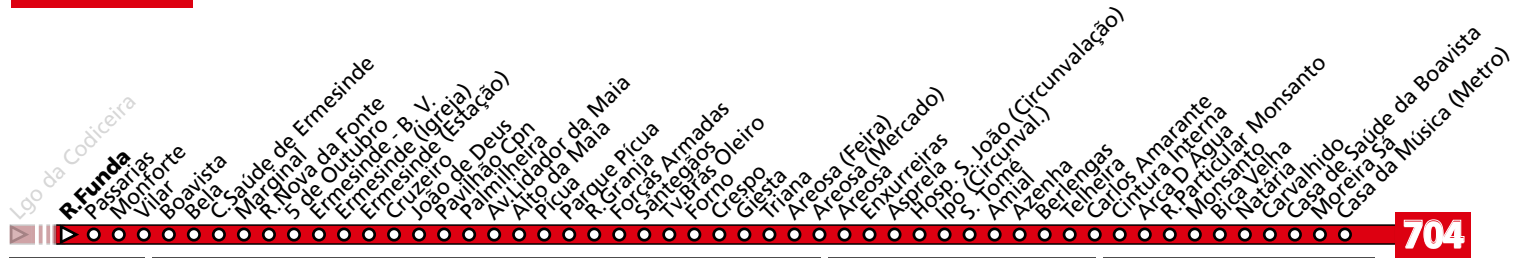 Lgo da Codiceira
R.Funda
Passarias
Monforte
Vilar
Boavista
Bela
C.Saúde de Ermesinde
Marginal
R.Nova da Fonte
5 de Outubro
Ermesinde - B. V.
Ermesinde (Igreja)
Ermesinde (Estação)
Cruzeiro
João de Deus
Pavilhão Cpn
Palmilheira
Av.Lidador da Maia
Alto da Maia
Pícua
Parque Pícua
R.Granja
Forças Armadas
Santegãos
Tv.Brás Oleiro
Forno
Crespo
Giesta
Triana
Areosa (Feira)
Areosa (Mercado)
Areosa
Enxurreiras
Asprela
Hosp. S. João (Circunvalação)
Ipo (Circunval.)
S. Tomé
Amial
Azenha
Berlengas
Telheira
Carlos Amarante
Cintura Interna
Arca D´Água
R.Particular Monsanto
Monsanto
Bica Velha
Natária
Carvalhido
Casa de Saúde da Boavista
Moreira Sá
Casa da Música (Metro)
704